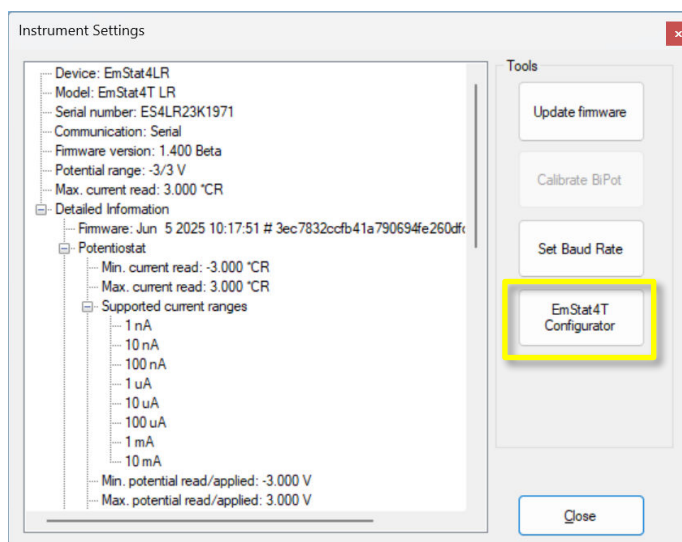 Instrument Settings
Device: EmStat4LR
Model: EmStat4T LR
Serial number: ES4LR23K1971
Communication: Serial
Firmware version: 1.400 Beta
Potential range: -3/3 V
Max. current read: 3.000 *CR
Detailed Information
Firmware: Jun 5 2025 10:17:51 # 3ec7832ccfb41a790694fe260dfc
Potentiostat
Min. current read: -3.000 *CR
Max. current read: 3.000 *CR
Supported current ranges
1 nA
10 nA
100 nA
1 uA
10 uA
100 uA
1 mA
10 mA
Min. potential read/applied: -3.000 V
Max. potential read/applied: 3.000 V
Tools
Update firmware
Calibrate BiPot
Set Baud Rate
EmStat4T
Configurator
Close